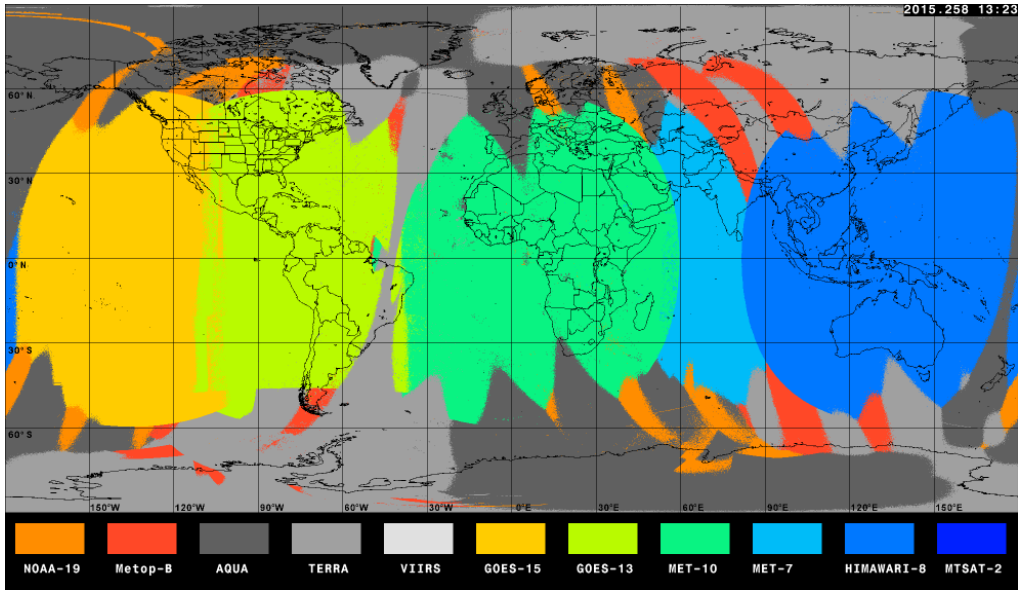 2015.258 13:23
60°N
30°N
0°N
30°S
60°S
150°W 120°W 90°W 60°W 30°W 0°E 30°E 60°E 90°E 120°E 150°E
NOAA-19 Metop-B AQUA TERRA VIIRS GOES-15 GOES-13 MET-10 MET-7 HIMAWARI-8 MTSAT-2